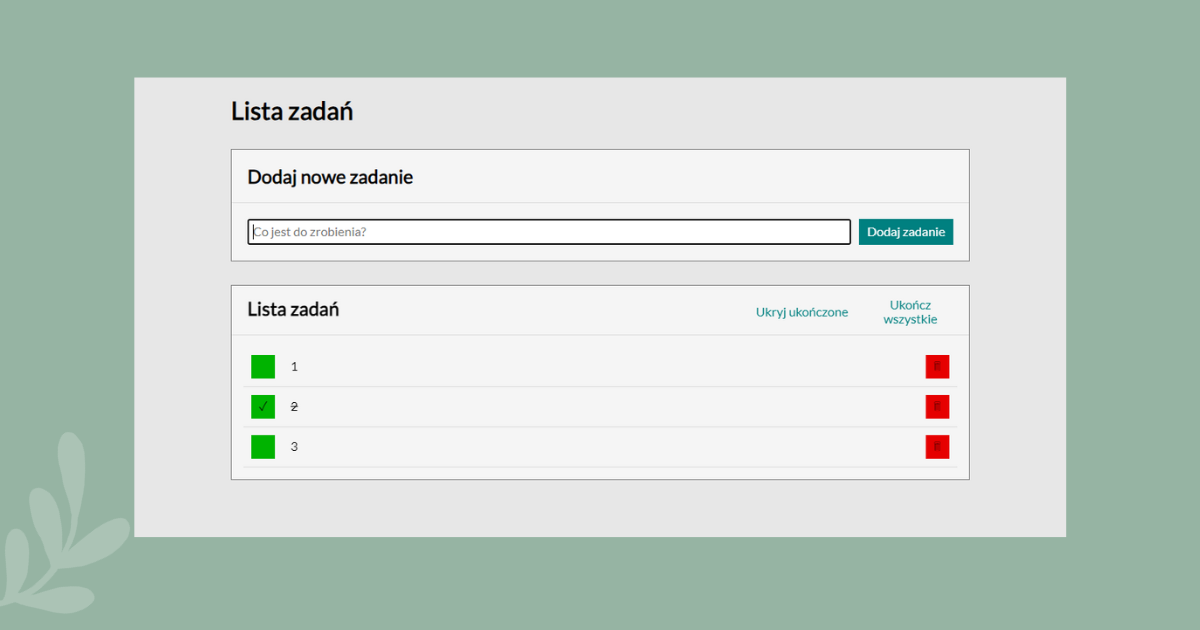 Lista zadań
Dodaj nowe zadanie
Co jest do zrobienia?
Dodaj zadanie
Lista zadań
Ukryj ukończone
Ukończ
wszystkie
1
✓ 2
3